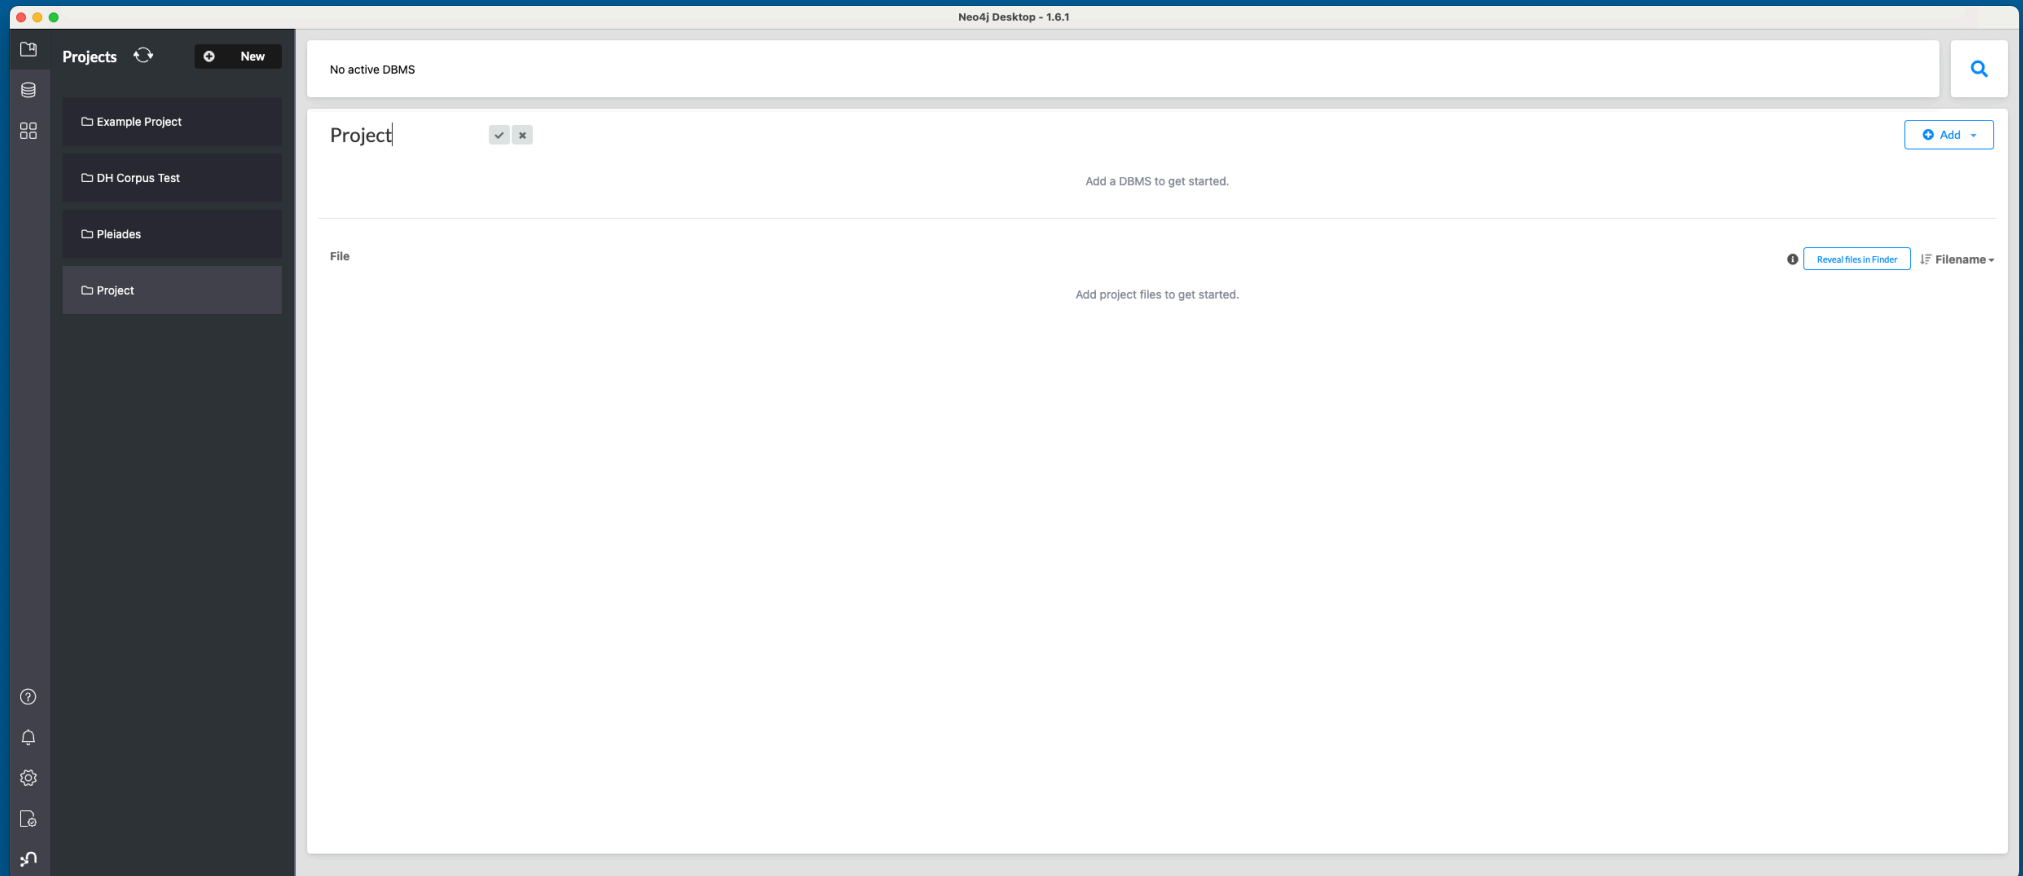 Neo4j Desktop - 1.6.1
Projects
New
Example Project
DH Corpus Test
Pleiades
Project
No active DBMS
Project
Add
Add a DBMS to get started.
File
Reveal files in Finder
Filename
Add project files to get started.